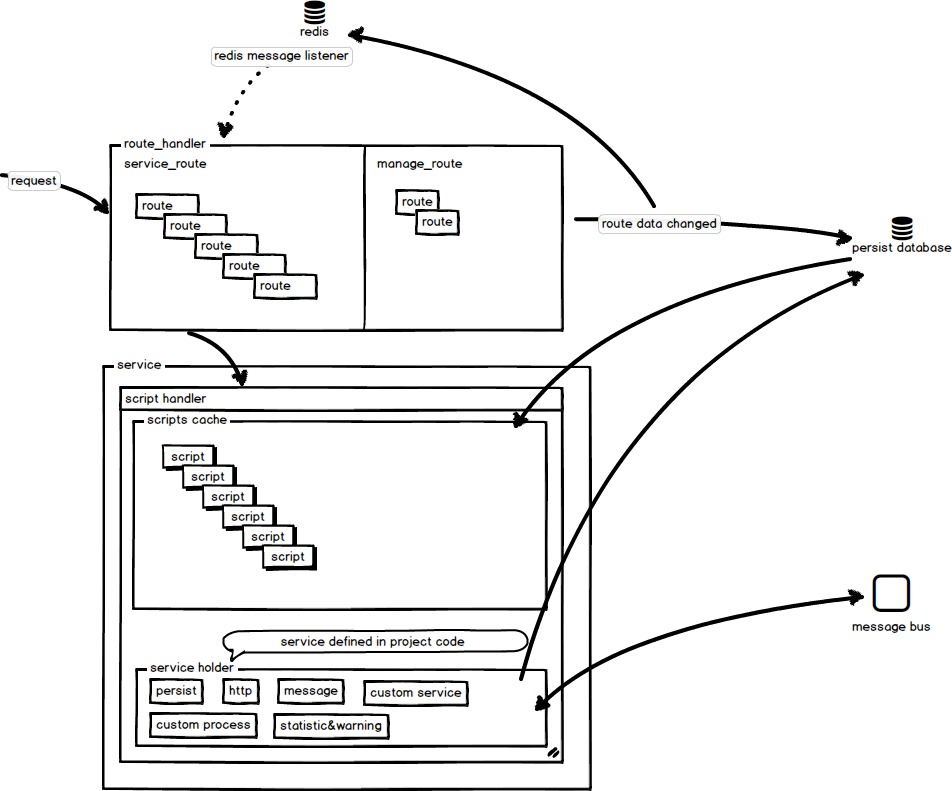 redis
redis message listener
route_handler
service_route
manage_route
request
route
route
route
route
route
route
route
route data changed
persist database
service
script handler
scripts cache
script
script
script
script
script
script
message bus
service defined in project code
service holder
persist
http
message
custom service
custom process
statistic&warning